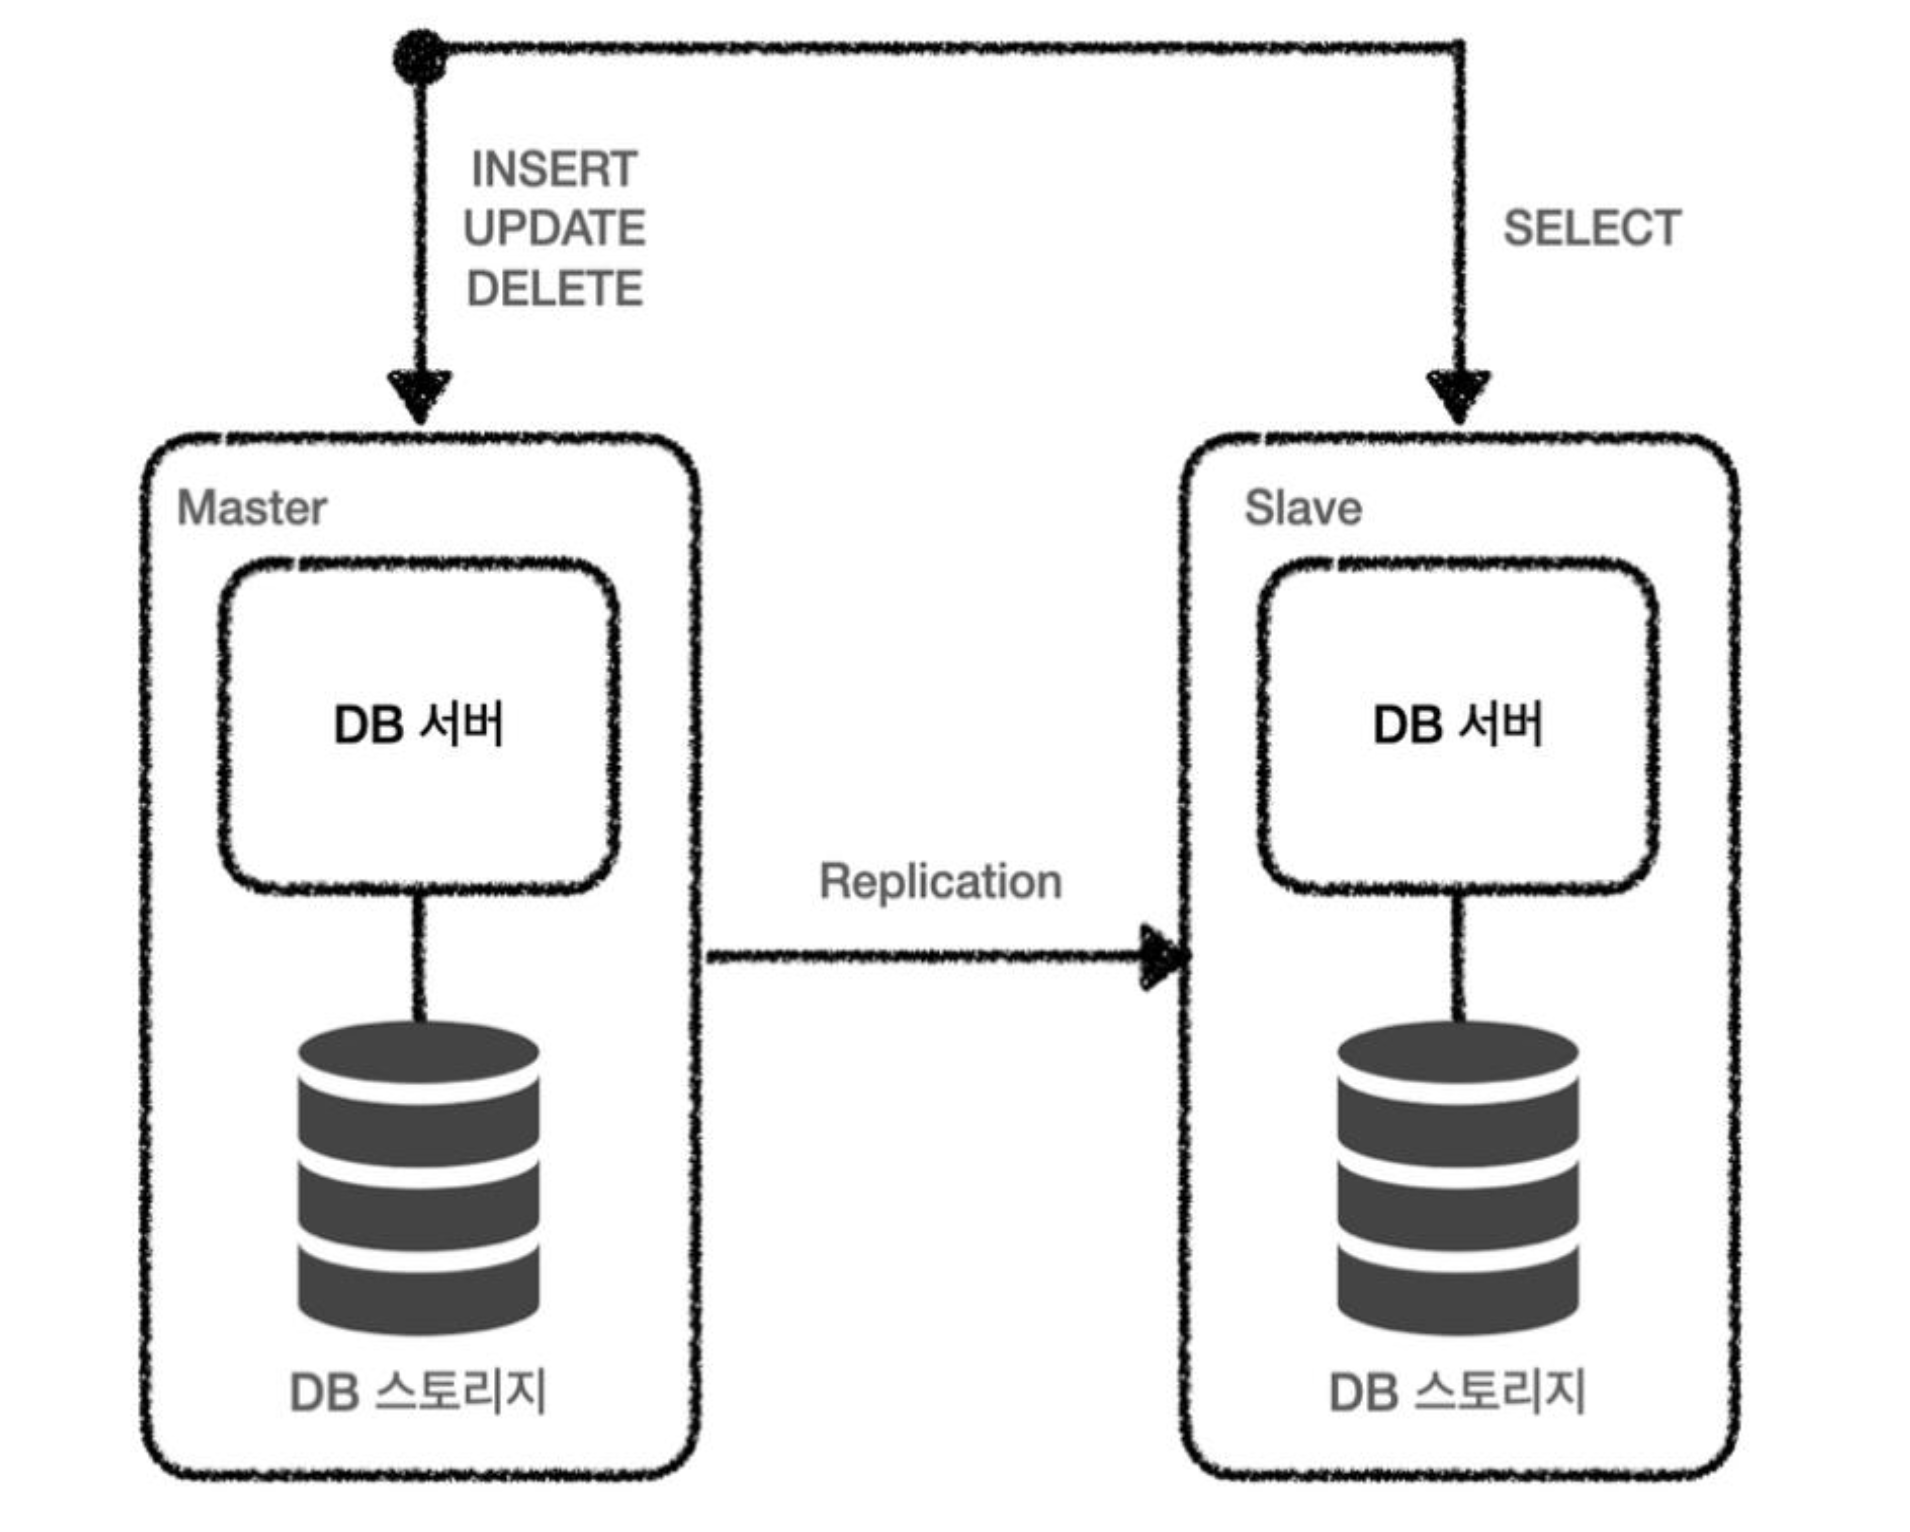 INSERT
UPDATE
DELETE
SELECT
Master
Slave
DB 서버
DB 서버
Replication
DB 스토리지
DB 스토리지